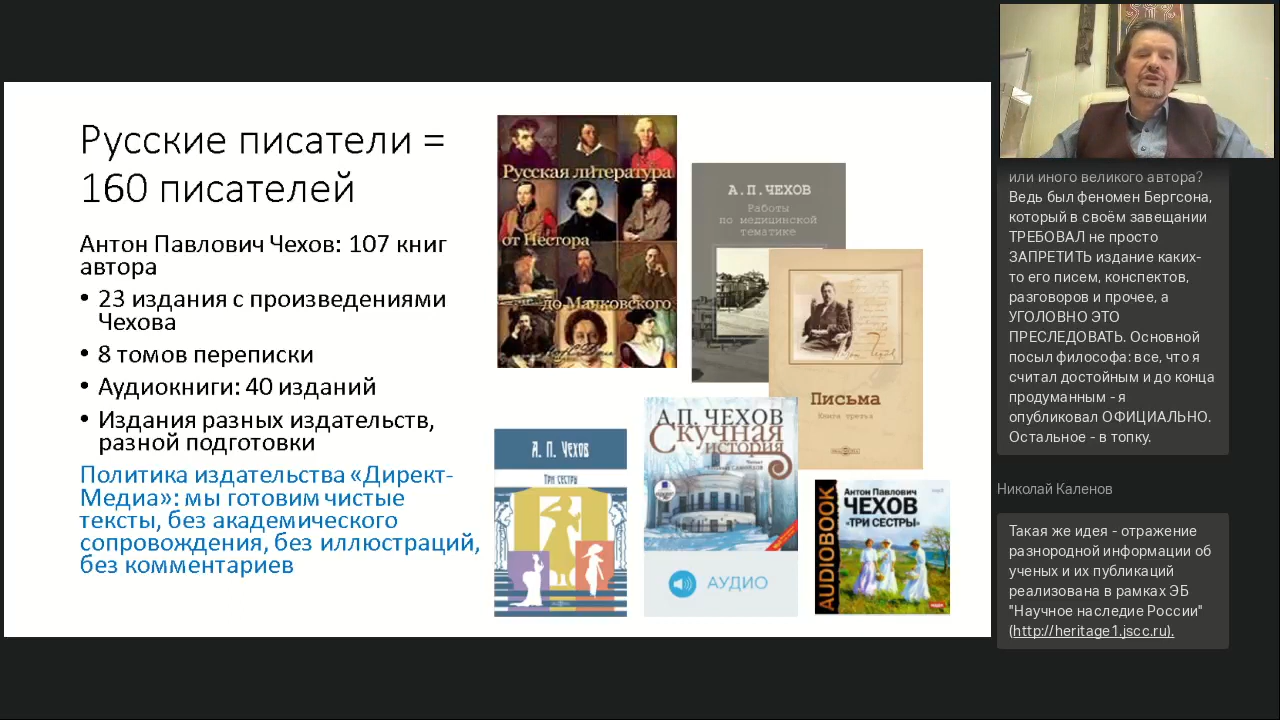 Русские писатели =
160 писателей
Антон Павлович Чехов: 107 книг
автора
• 23 издания с произведениями
Чехова
• 8 томов переписки
• Аудиокниги: 40 изданий
• Издания разных издательств,
разной подготовки
Политика издательства «Директ-
Медиа»: мы готовим чистые
тексты, без академического
сопровождения, без иллюстраций,
без комментариев
Русская литература
от Нестора
до Маяковского
А.П.ЧЕХОВ
Работы
по медицинской
тематике
Письма
Книга третья
А. П. ЧЕХОВ
ТРИ СЕСТРЫ
А.П. ЧЕХОВ
Скучная
история
АУДИО
AUDIOBOOK
Антон Павлович
ЧЕХОВ
«ТРИ СЕСТРЫ»
или иного великого автора?
Ведь был феномен Бергсона,
который в своём завещании
ТРЕБОВАЛ не просто
ЗАПРЕТИТЬ издание каких-
то его писем, конспектов,
разговоров и прочее, а
УГОЛОВНО ЭТО
ПРЕСЛЕДОВАТЬ. Основной
посыл философа: все, что я
считал достойным и до конца
продуманным - я
опубликовал ОФИЦИАЛЬНО.
Остальное - в топку.
Николай Каленов
Такая же идея - отражение
разнородной информации об
ученых и их публикаций
реализована в рамках ЭБ
"Научное наследие России"
(http://heritage1.jscc.ru).